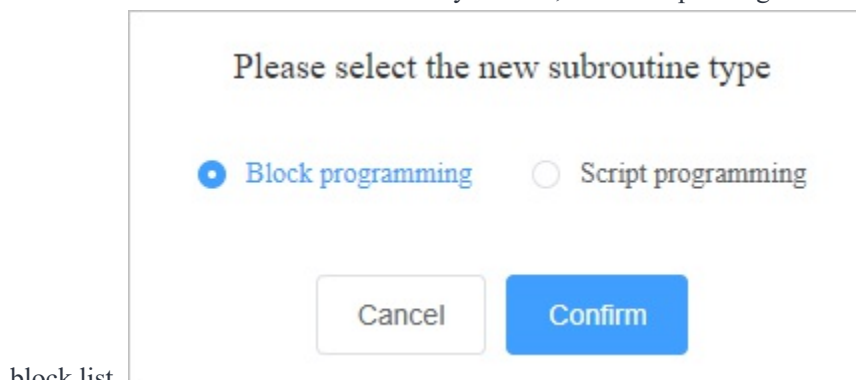 Please select the new subroutine type
Block programming Script programming
Cancel Confirm
block list